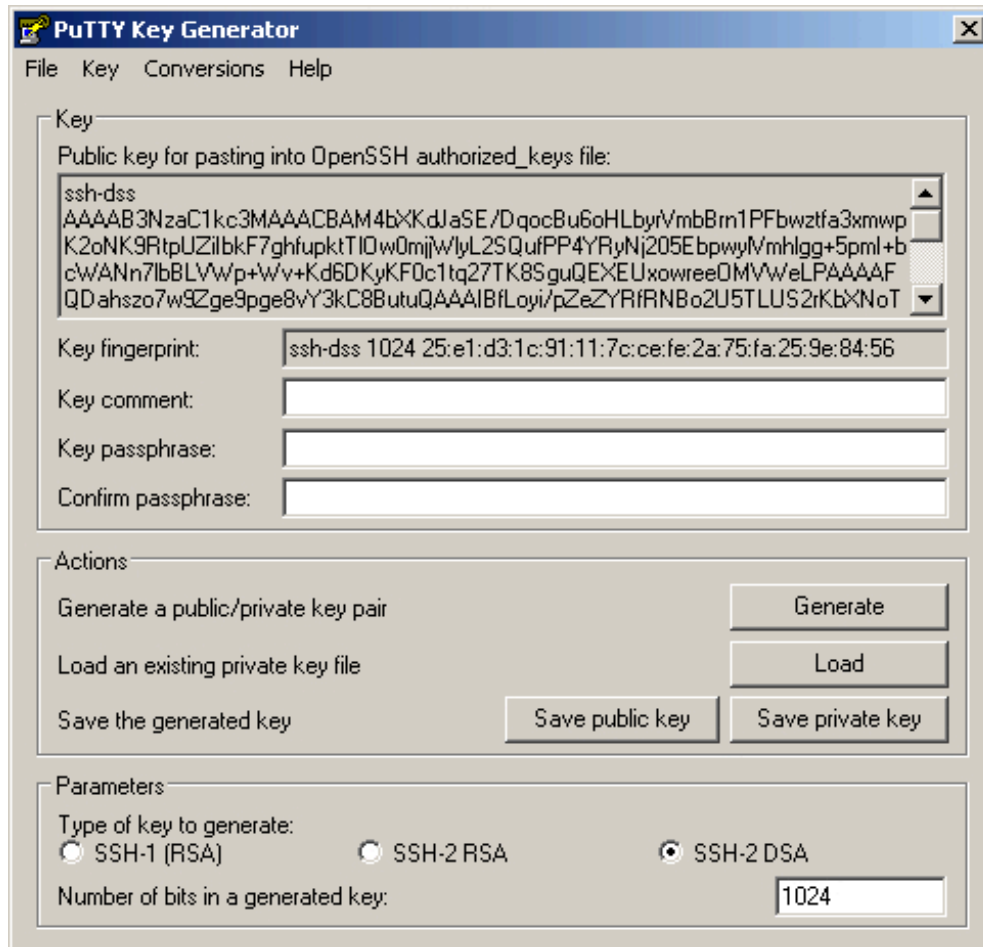 PuTTY Key Generator
File Key Conversions Help
Key
Public key for pasting into OpenSSH authorized_keys file:
ssh-dss
AAAAB3NzaC1kc3MAAACBAM4bXKdJaSE/DqocBu6oHLbyrVmbBrn1PFbwztfa3xmwp
K2oNK9RtpUZiIbkF7ghfupktTIOw0mjjWlyL2SQufPP4YRyNj205EbpwyIVmhIgg+5pmI+b
cWANn7lbBLVWp+Wv+Kd6DKyKF0c1tq27TK8SguQEXEUxowreeOMVWeLPAAAAF
QDahszo7w9Zge9pge8vY3kC8ButuQAAAIBfLoyi/pZeZYRfRNBo2U5TLUS2rKbXNoT
Key fingerprint: ssh-dss 1024 25:e1:d3:1c:91:11:7c:ce:fe:2a:75:fa:25:9e:84:56
Key comment:
Key passphrase:
Confirm passphrase:
Actions
Generate a public/private key pair Generate
Load an existing private key file Load
Save the generated key Save public key Save private key
Parameters
Type of key to generate:
SSH-1 (RSA) SSH-2 RSA SSH-2 DSA
Number of bits in a generated key: 1024